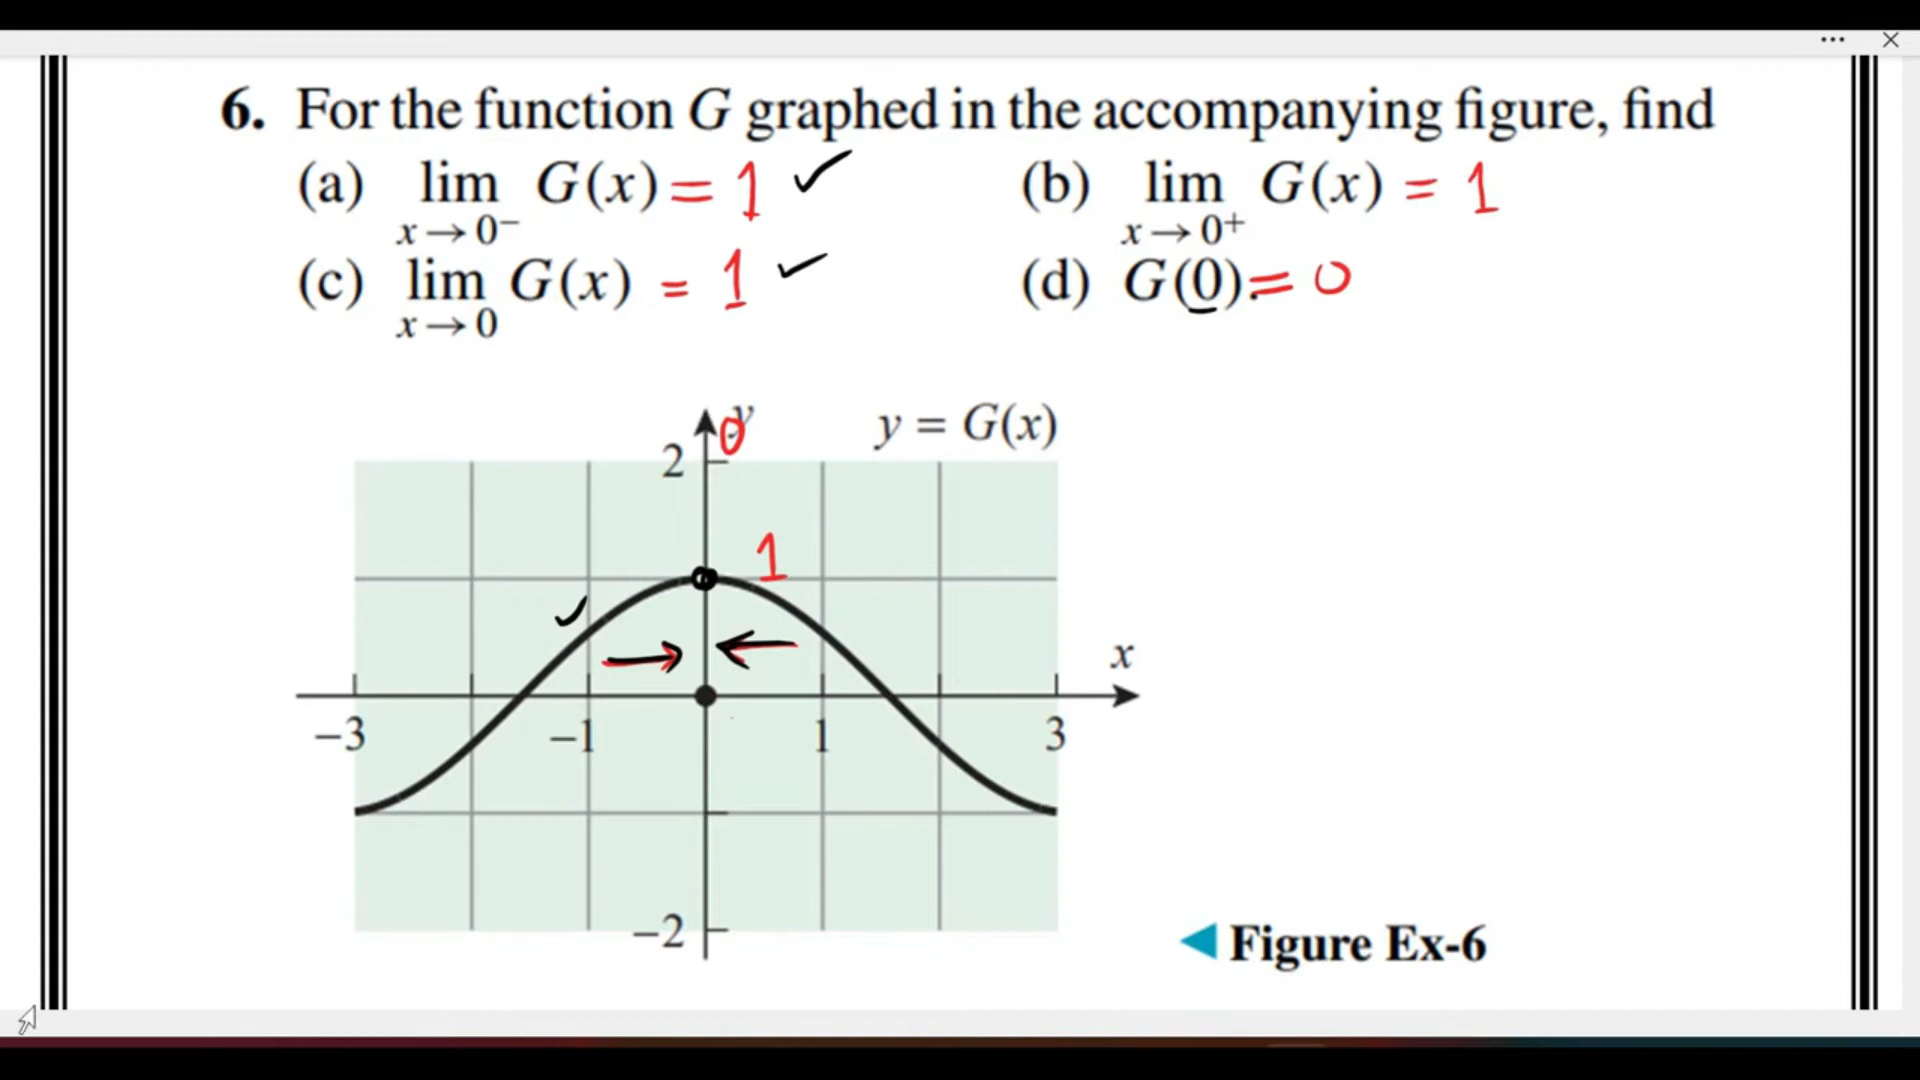 6. For the function G graphed in the accompanying figure, find
(a) lim x→0⁻ G(x) = 1 ✓ (b) lim x→0⁺ G(x) = 1
(c) lim x→0 G(x) = 1 ✓ (d) G(0). = 0
y 0 y = G(x)
2
1
✓
x
−3 −1 1 3
−2
Figure Ex-6